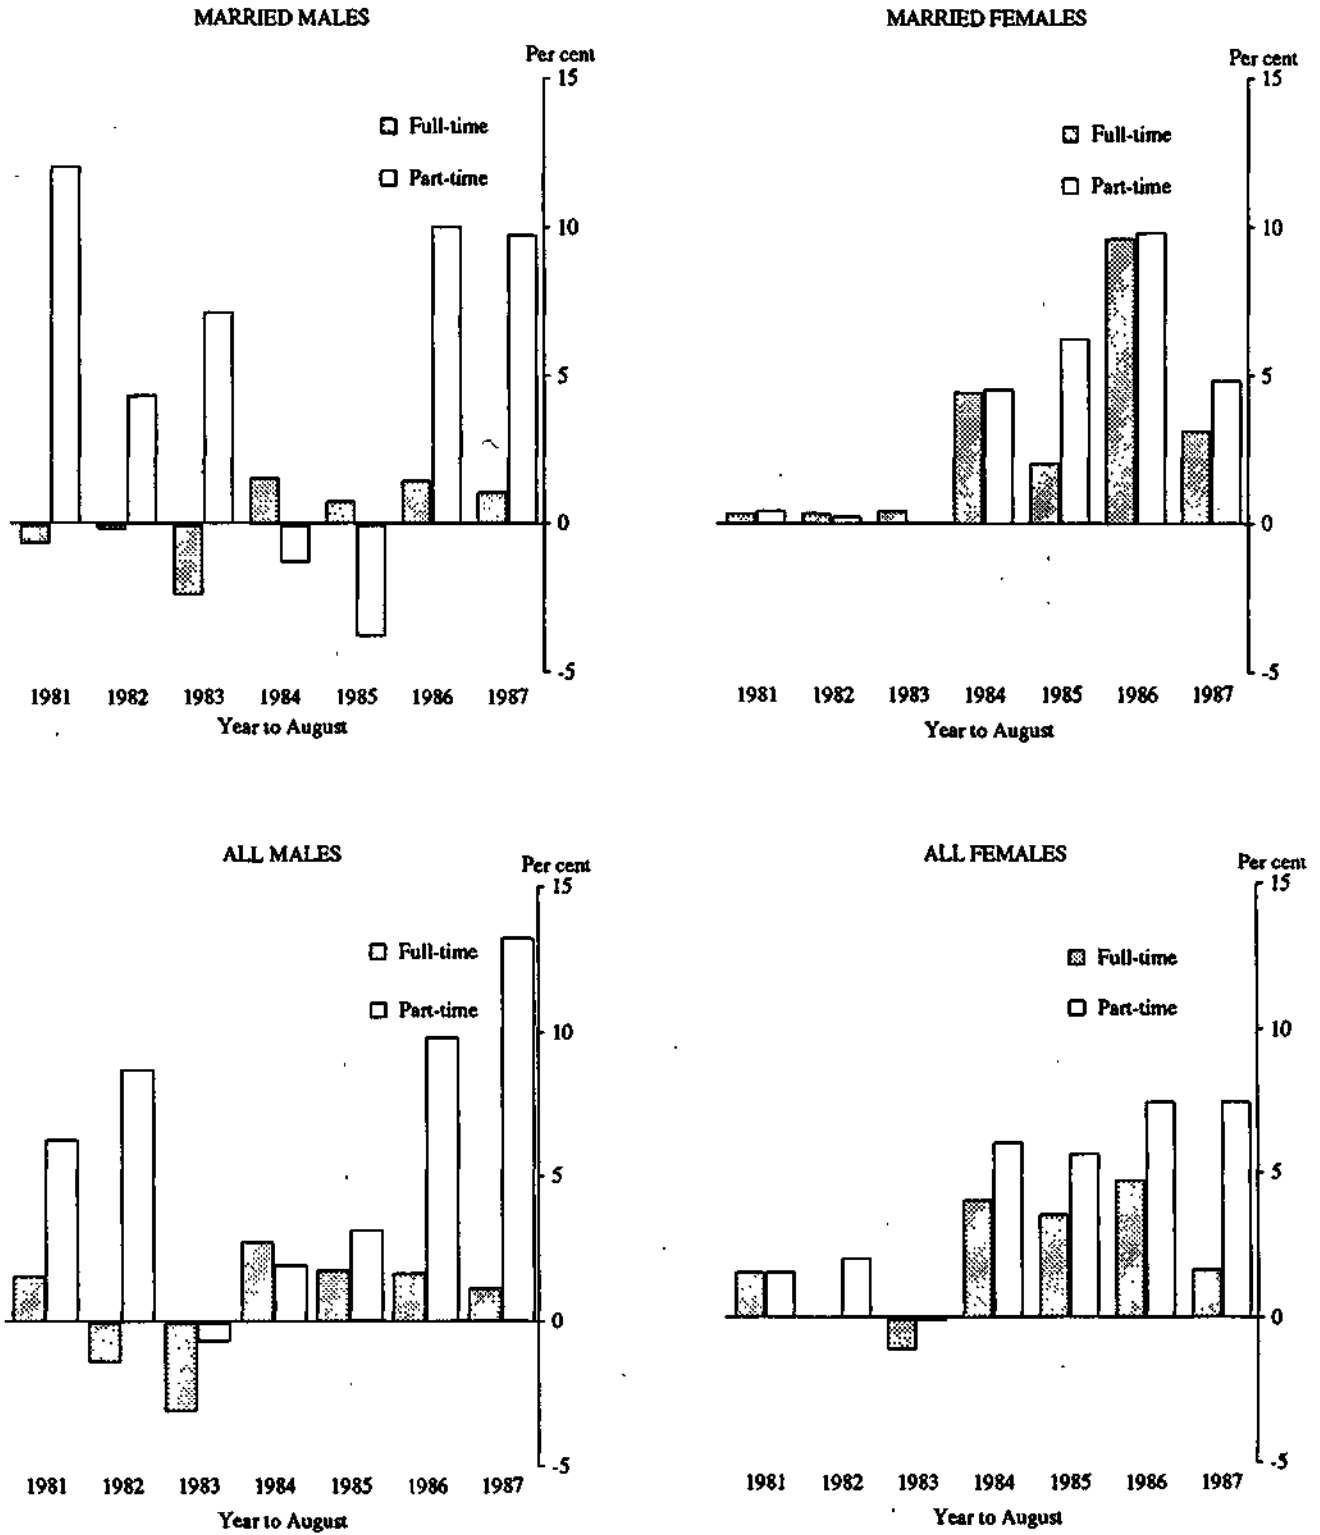 MARRIED MALES
Per cent
15
Full-time
Part-time
10
5
0
-5
1981 1982 1983 1984 1985 1986 1987
Year to August
MARRIED FEMALES
Per cent
15
Full-time
Part-time
10
5
0
-5
1981 1982 1983 1984 1985 1986 1987
Year to August
ALL MALES
Per cent
15
Full-time
Part-time
10
5
0
-5
1981 1982 1983 1984 1985 1986 1987
Year to August
ALL FEMALES
Per cent
15
Full-time
Part-time
10
5
0
-5
1981 1982 1983 1984 1985 1986 1987
Year to August